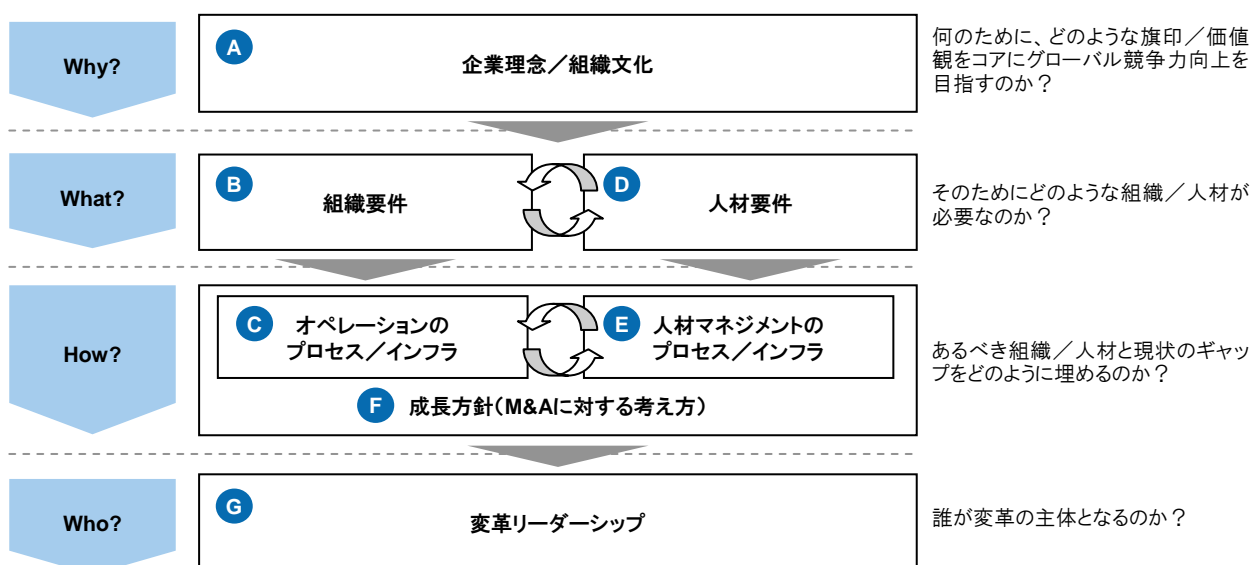 Why?
A
企業理念／組織文化
何のために、どのような旗印／価値
観をコアにグローバル競争力向上を
目指すのか？
What?
B
組織要件
D
人材要件
そのためにどのような組織／人材が
必要なのか？
How?
C
オペレーションの
プロセス／インフラ
E
人材マネジメントの
プロセス／インフラ
F
成長方針（M&Aに対する考え方）
あるべき組織／人材と現状のギャッ
プをどのように埋めるのか？
Who?
G
変革リーダーシップ
誰が変革の主体となるのか？